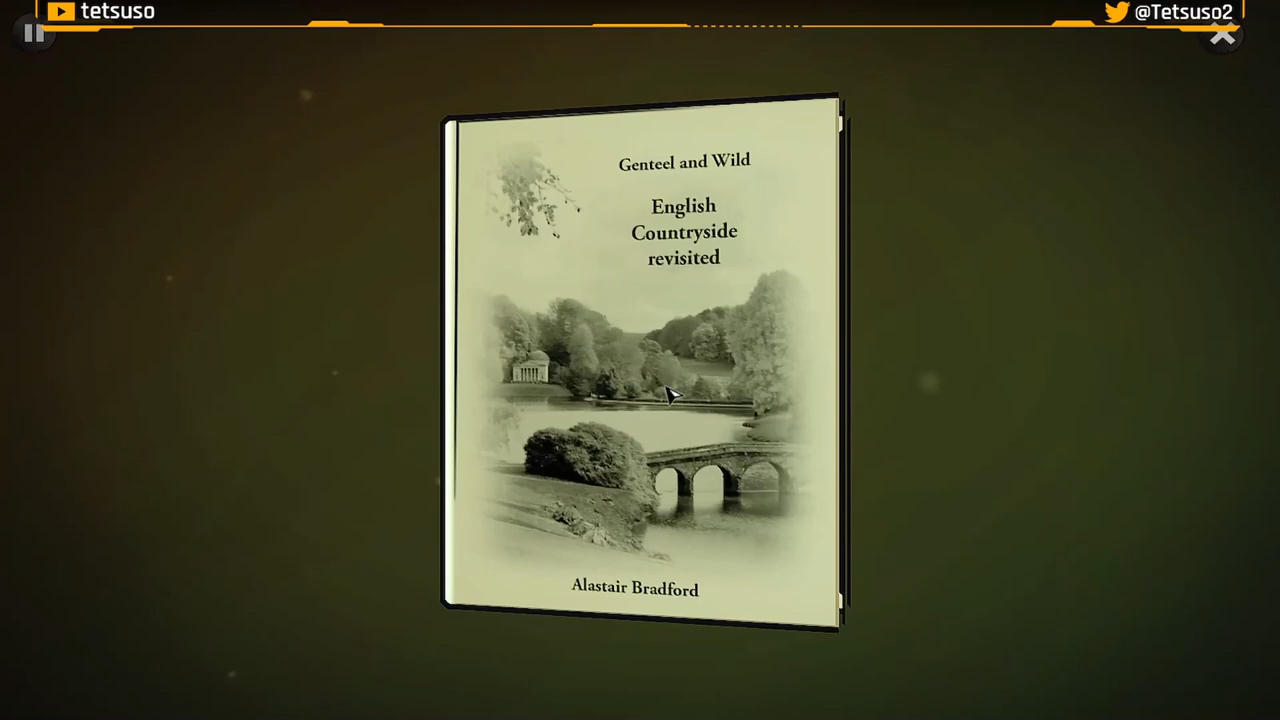 tetsuso
@Tetsuso2
Genteel and Wild
English
Countryside
revisited
Alastair Bradford